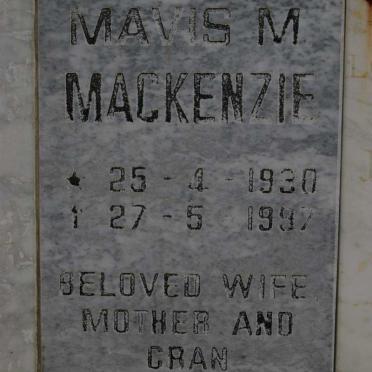 MAVIS M
MACKENZIE
* 25 - 4 - 1930
† 27 - 5 - 1997
BELOVED WIFE,
MOTHER AND
GRAN